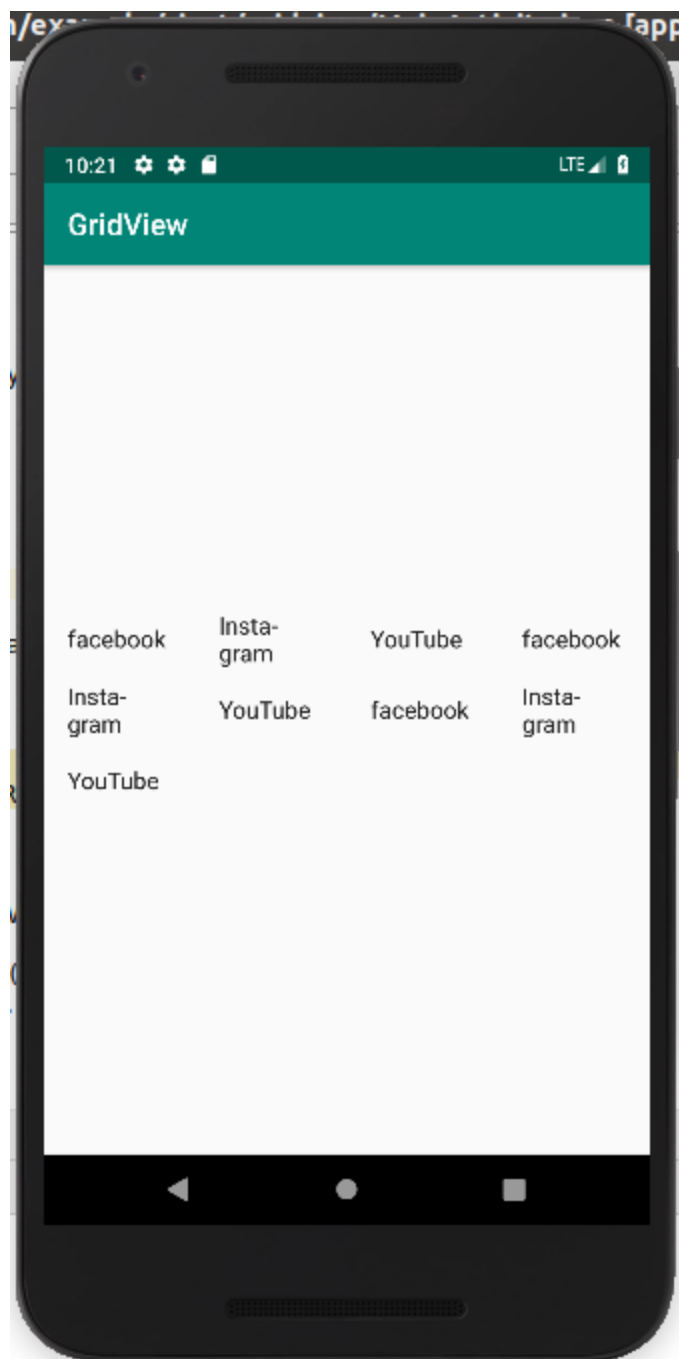 10:21 LTE
GridView
facebook Insta-
gram YouTube facebook
Insta-
gram YouTube facebook Insta-
gram
YouTube